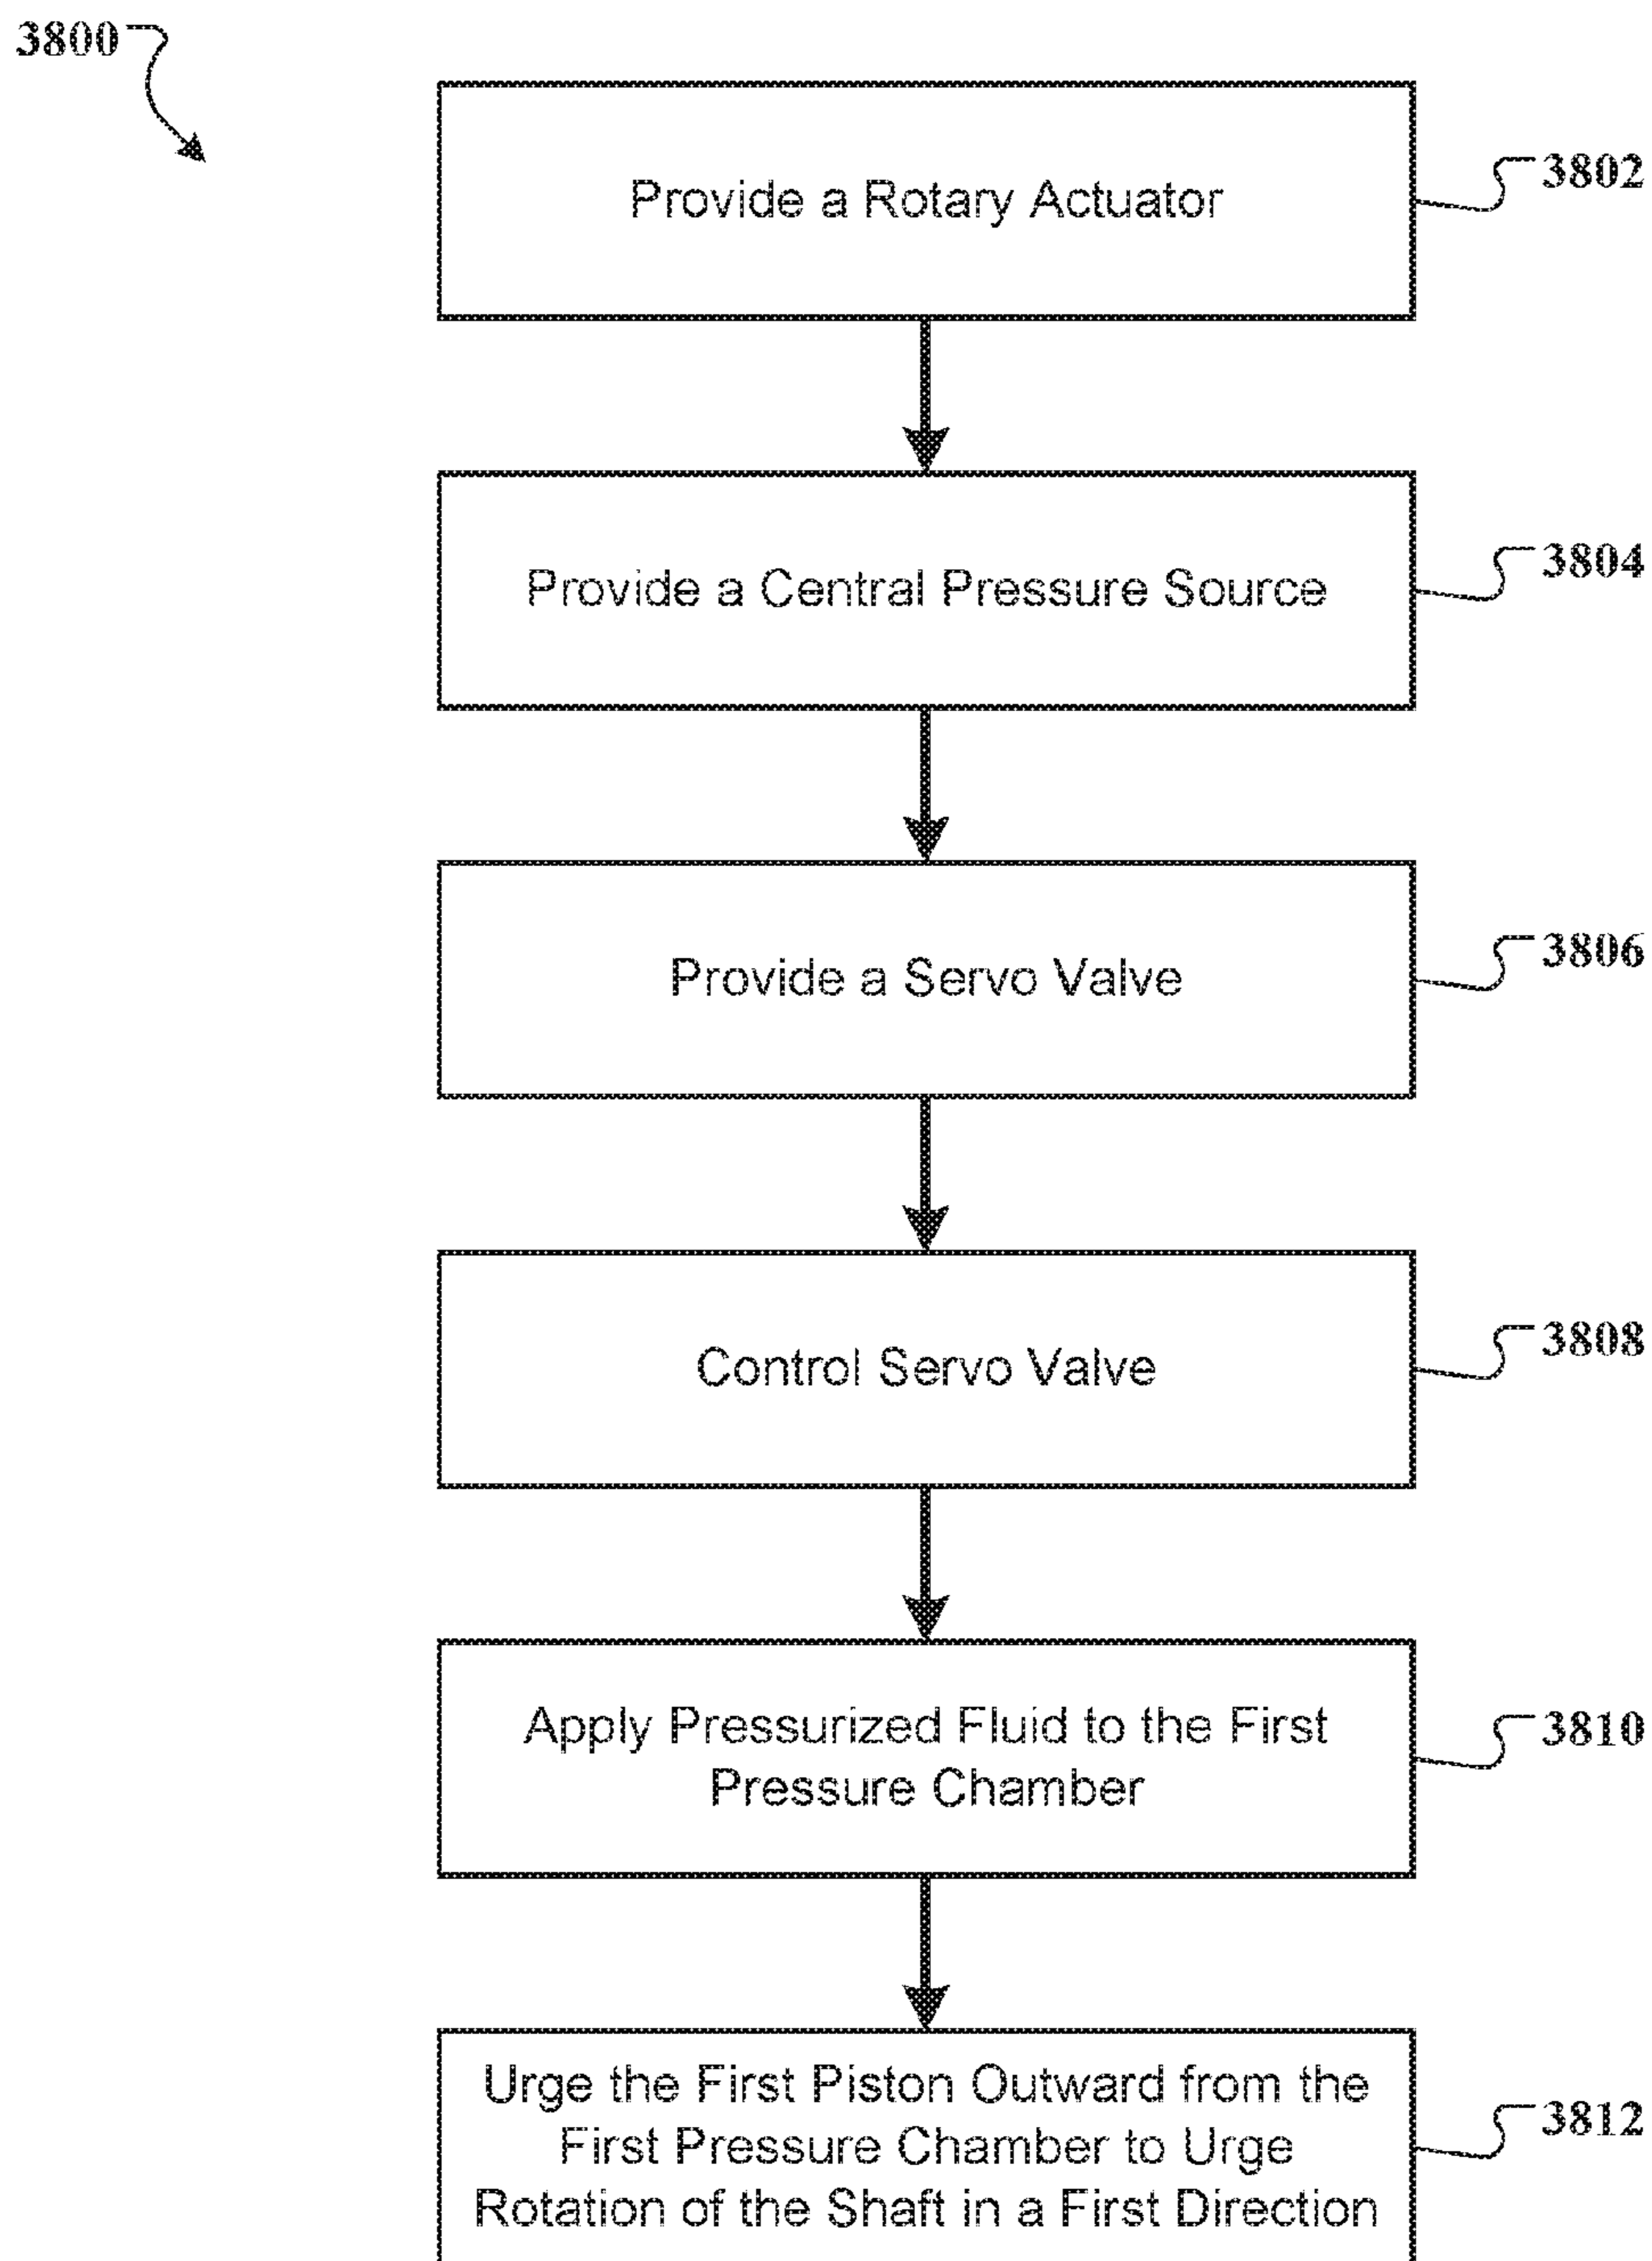 3800
Provide a Rotary Actuator
3802
Provide a Central Pressure Source
3804
Provide a Servo Valve
3806
Control Servo Valve
3808
Apply Pressurized Fluid to the First
Pressure Chamber
3810
Urge the First Piston Outward from the
First Pressure Chamber to Urge
Rotation of the Shaft in a First Direction
3812